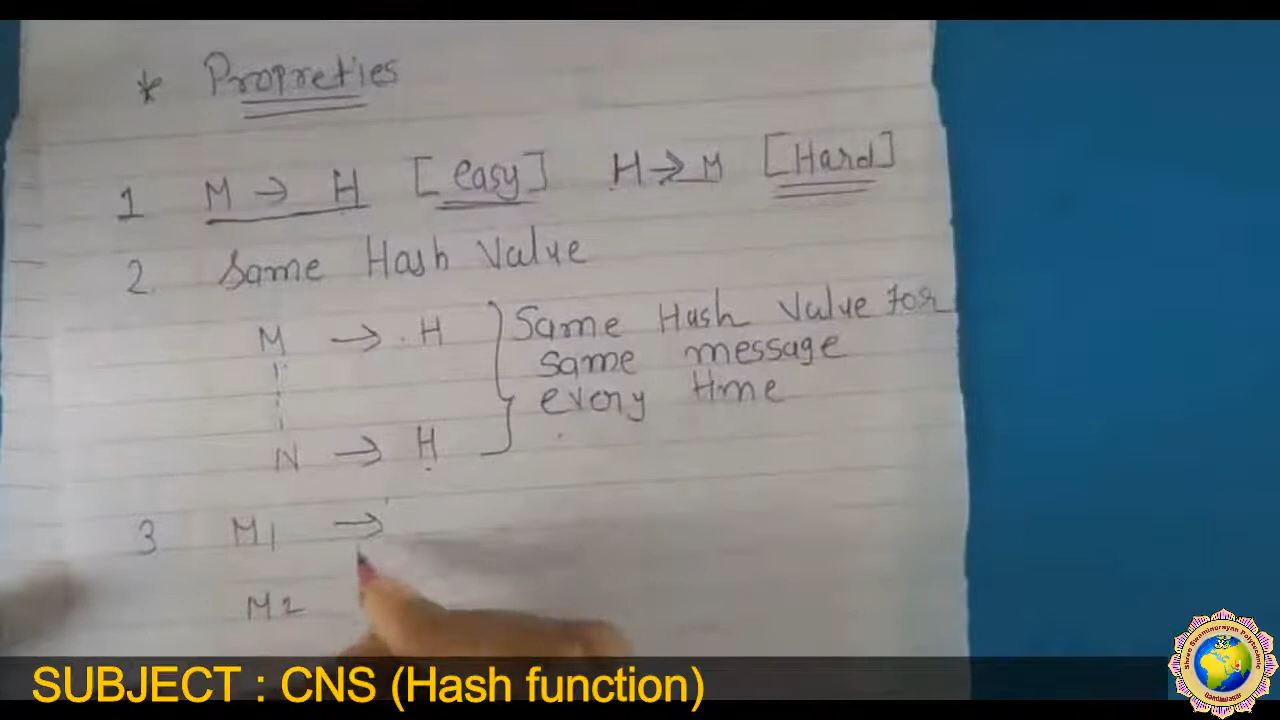 * Propreties
1 M → H [easy] H → M [Hard]
2 Same Hash Value
M → H Same Hash Value for
same message
every time
N → H
3 M1 →
M2
SUBJECT : CNS (Hash function)